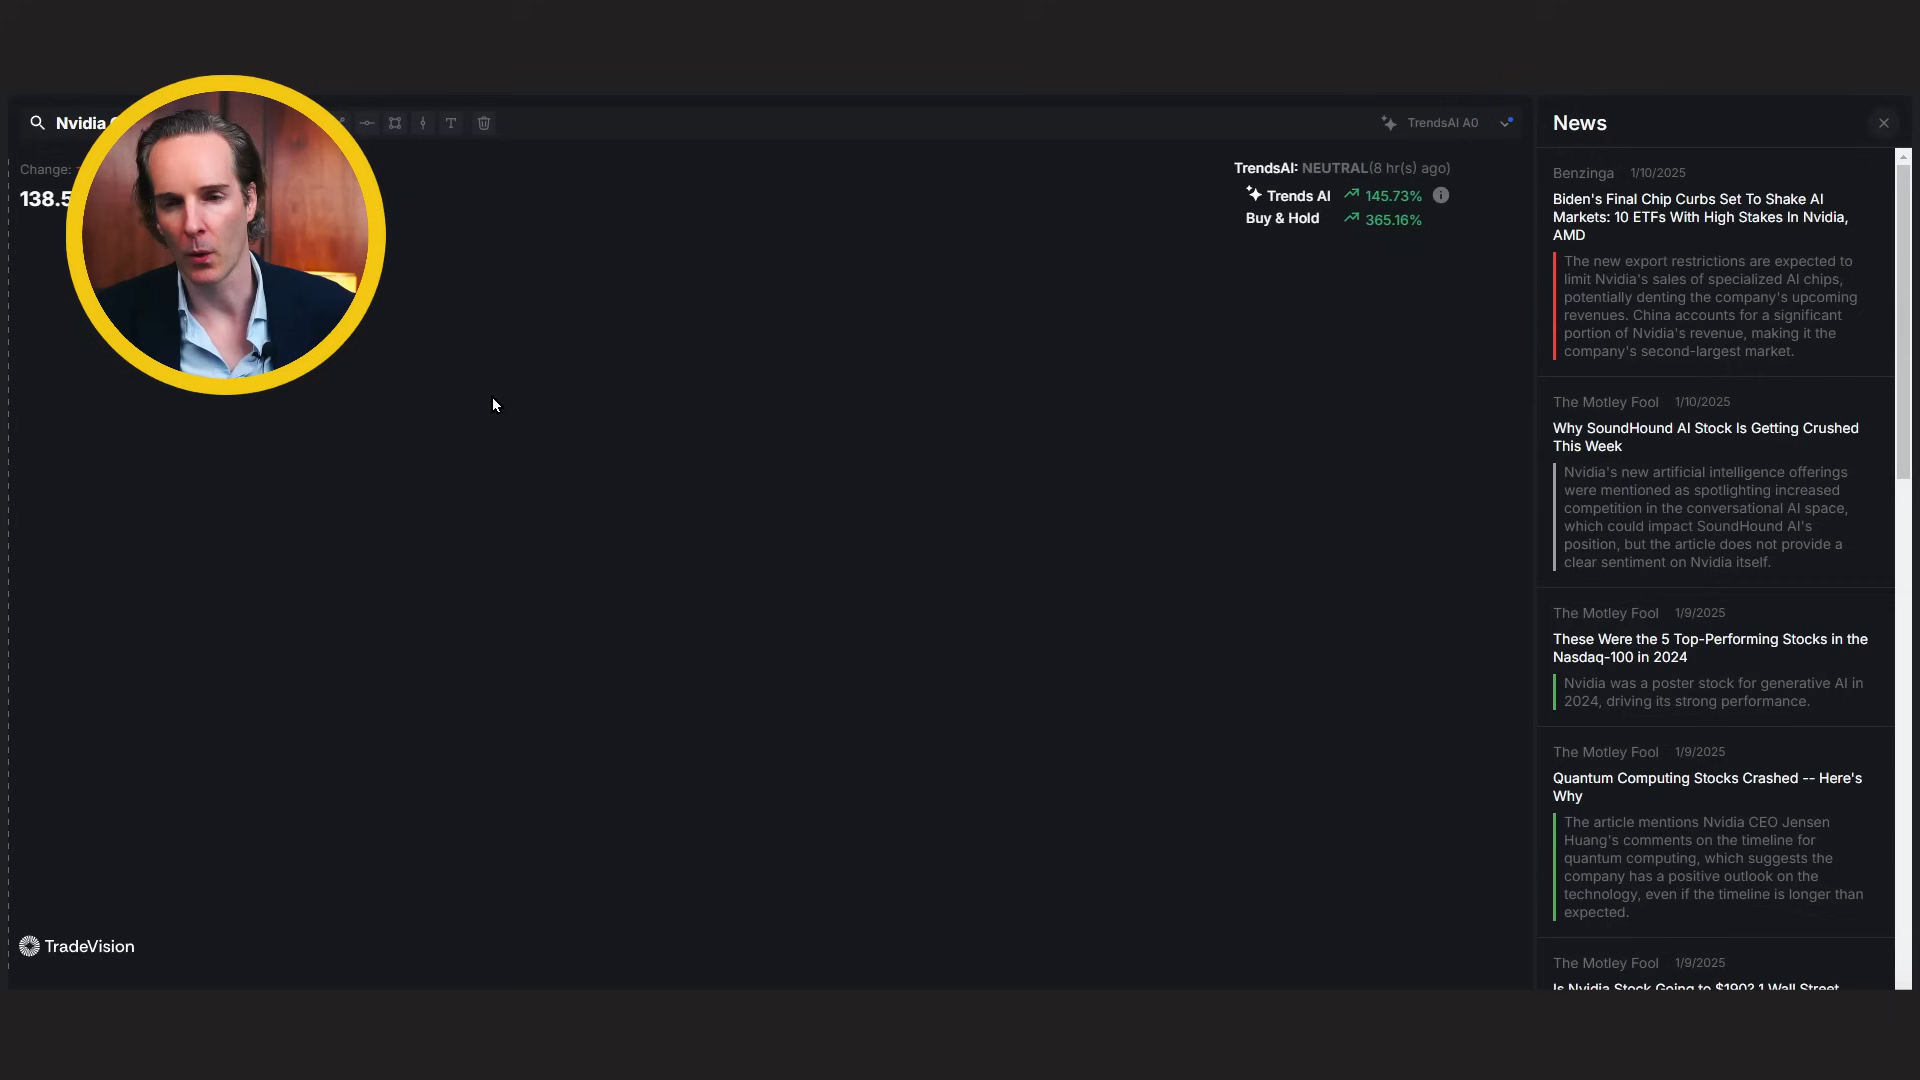 Nvidia
T
TrendsAI A0
Change:
138.5
TrendsAI: NEUTRAL(8 hr(s) ago)
Trends AI 145.73%
Buy & Hold 365.16%
TradeVision
News
Benzinga 1/10/2025
Biden's Final Chip Curbs Set To Shake AI
Markets: 10 ETFs With High Stakes In Nvidia,
AMD
The new export restrictions are expected to
limit Nvidia's sales of specialized AI chips,
potentially denting the company's upcoming
revenues. China accounts for a significant
portion of Nvidia's revenue, making it the
company's second-largest market.
The Motley Fool 1/10/2025
Why SoundHound AI Stock Is Getting Crushed
This Week
Nvidia's new artificial intelligence offerings
were mentioned as spotlighting increased
competition in the conversational AI space,
which could impact SoundHound AI's
position, but the article does not provide a
clear sentiment on Nvidia itself.
The Motley Fool 1/9/2025
These Were the 5 Top-Performing Stocks in the
Nasdaq-100 in 2024
Nvidia was a poster stock for generative AI in
2024, driving its strong performance.
The Motley Fool 1/9/2025
Quantum Computing Stocks Crashed -- Here's
Why
The article mentions Nvidia CEO Jensen
Huang's comments on the timeline for
quantum computing, which suggests the
company has a positive outlook on the
technology, even if the timeline is longer than
expected.
The Motley Fool 1/9/2025
Is Nvidia Stock Going to $190? 1 Wall Street